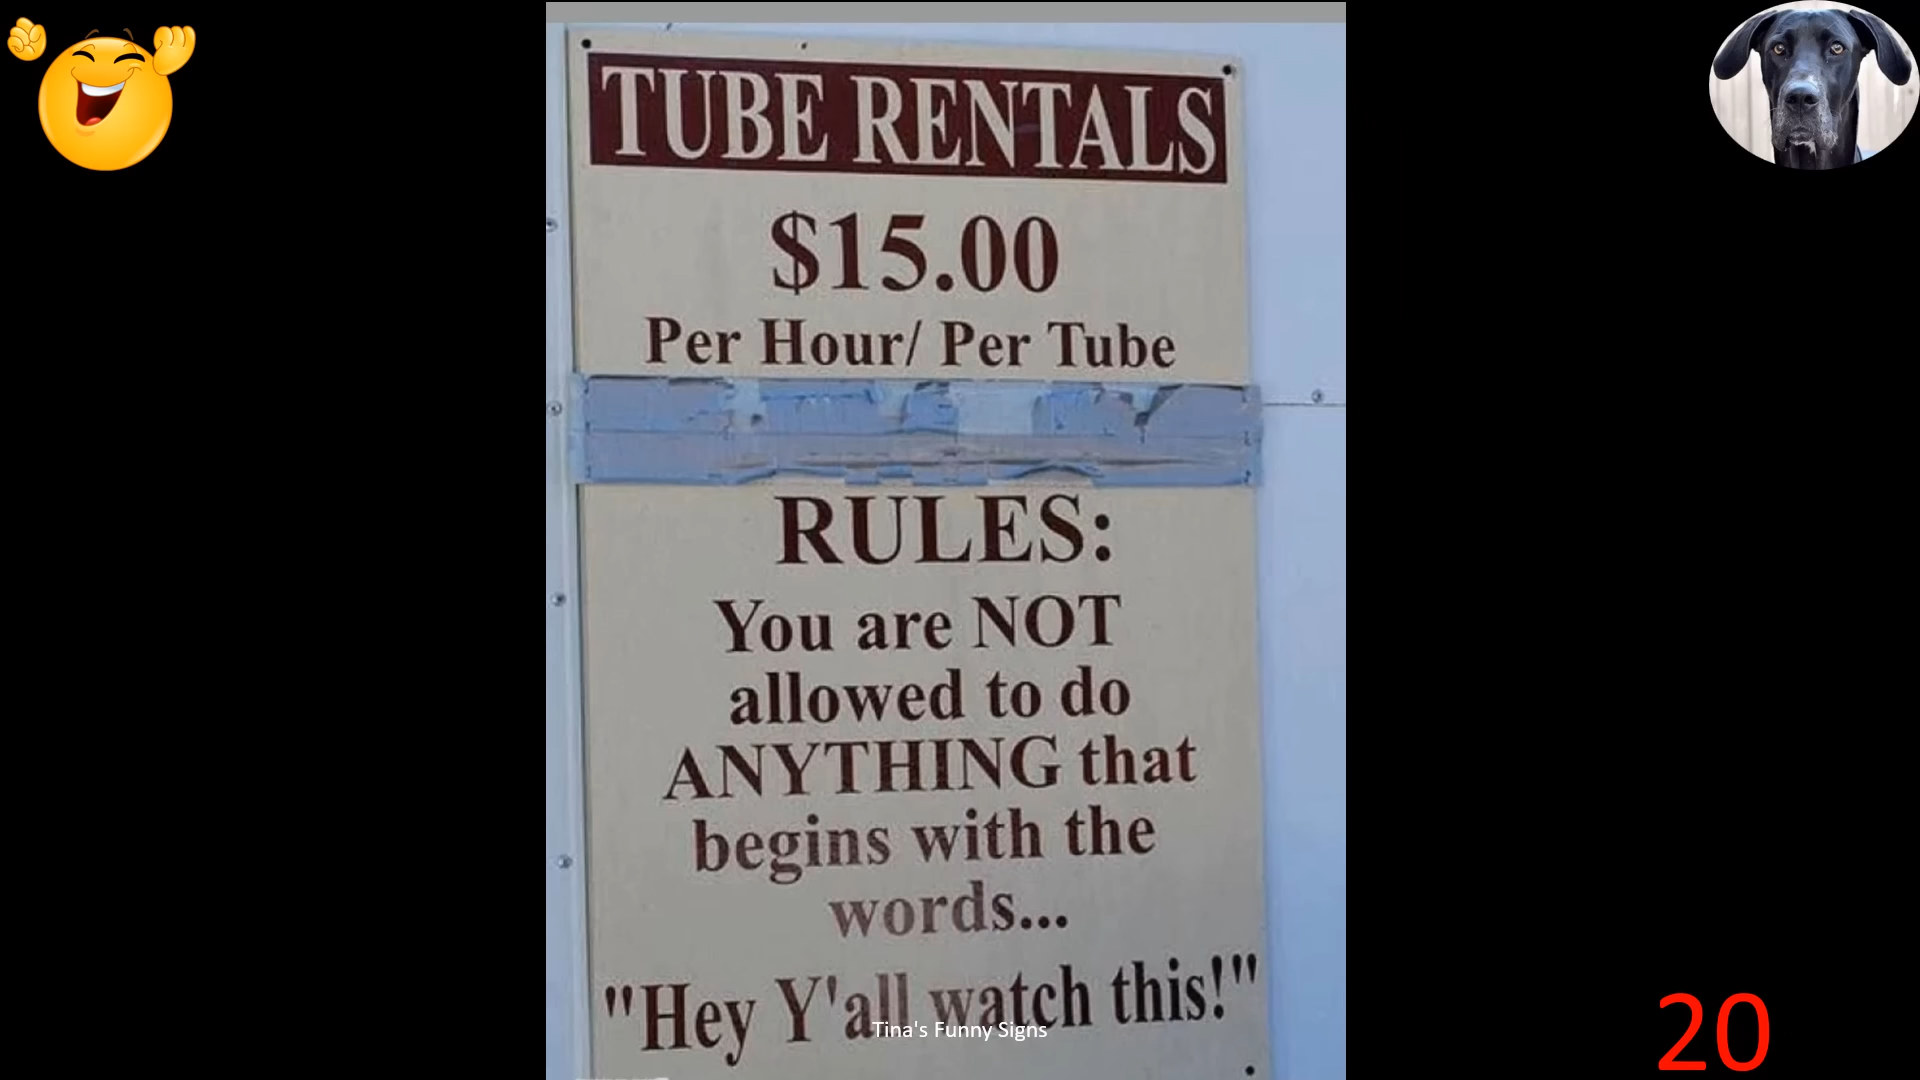 TUBE RENTALS
$15.00
Per Hour/ Per Tube
RULES:
You are NOT
allowed to do
ANYTHING that
begins with the
words...
"Hey Y'all watch this!"
Tina's Funny Signs
20